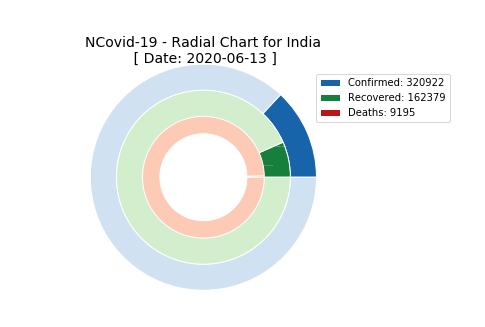 NCovid-19 - Radial Chart for India
[ Date: 2020-06-13 ]
Confirmed: 320922
Recovered: 162379
Deaths: 9195